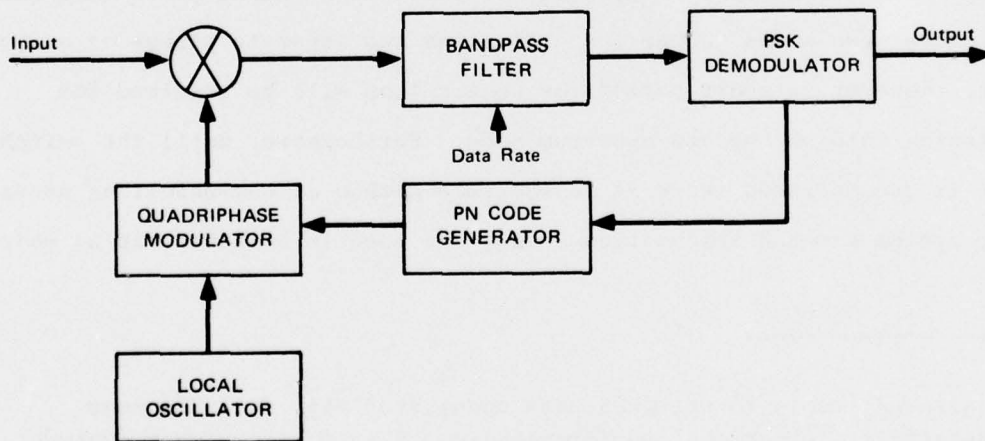 Input
BANDPASS
FILTER
PSK
DEMODULATOR
Output
Data Rate
QUADRIPHASE
MODULATOR
PN CODE
GENERATOR
LOCAL
OSCILLATOR